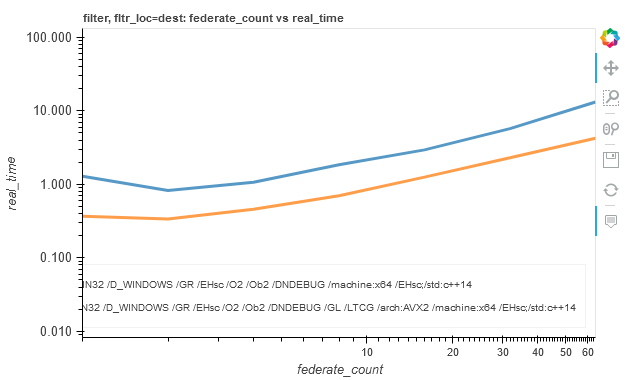 filter, fltr_loc=dest: federate_count vs real_time
100.000
10.000
1.000
0.100
0.010
real_time
IN32 /D_WINDOWS /GR /EHsc /O2 /Ob2 /DNDEBUG /machine:x64 /EHsc;/std:c++14
N32 /D_WINDOWS /GR /EHsc /O2 /Ob2 /DNDEBUG /GL /LTCG /arch:AVX2 /machine:x64 /EHsc;/std:c++14
10 20 30 40 50 60
federate_count